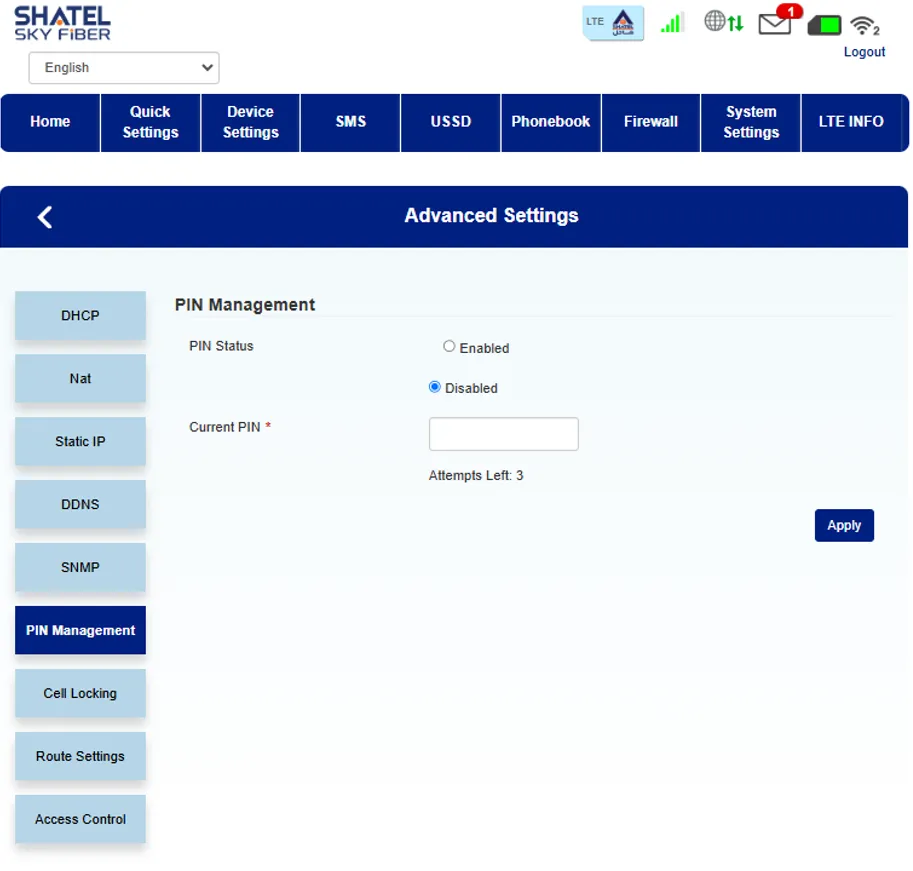 SHATEL
SKY FiBER
LTE
SHATEL
شاتل
1
2
Logout
English
Home
Quick Settings
Device Settings
SMS
USSD
Phonebook
Firewall
System Settings
LTE INFO
Advanced Settings
DHCP
Nat
Static IP
DDNS
SNMP
PIN Management
Cell Locking
Route Settings
Access Control
PIN Management
PIN Status
Enabled
Disabled
Current PIN *
Attempts Left: 3
Apply